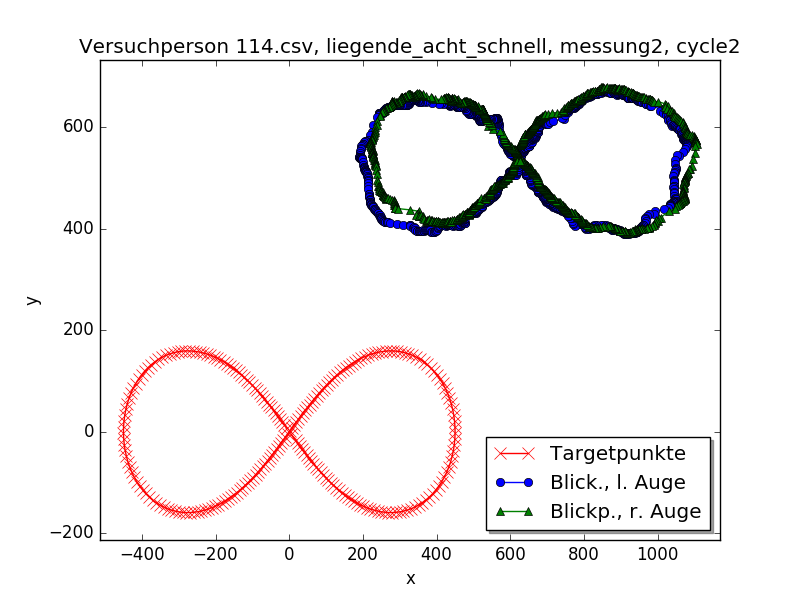 Versuchperson 114.csv, liegende_acht_schnell, messung2, cycle2
y
600
400
200
0
−200
−400
−200
0
200
400
600
800
1000
x
Targetpunkte
Blick., l. Auge
Blickp., r. Auge